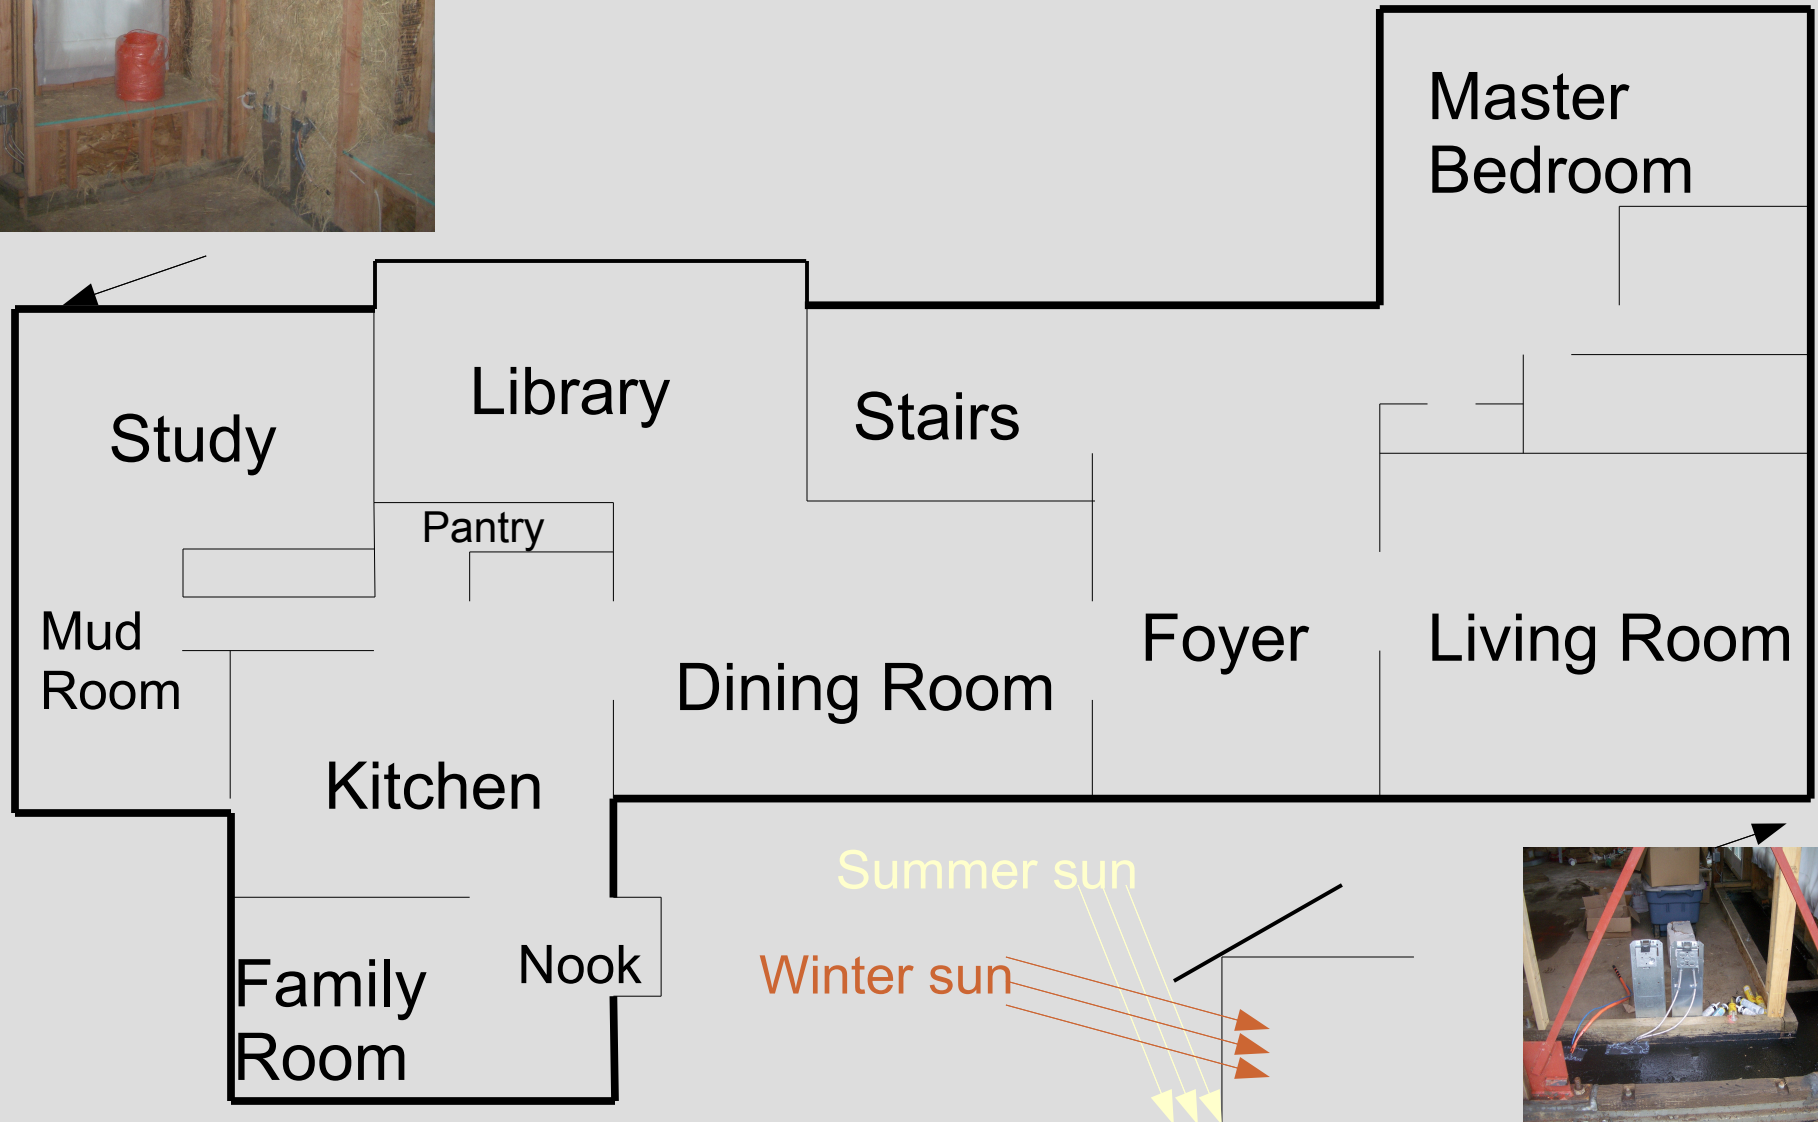 Master
Bedroom
Library
Stairs
Study
Pantry
Mud
Room
Foyer
Living Room
Dining Room
Kitchen
Summer sun
Nook
Winter sun
Family
Room